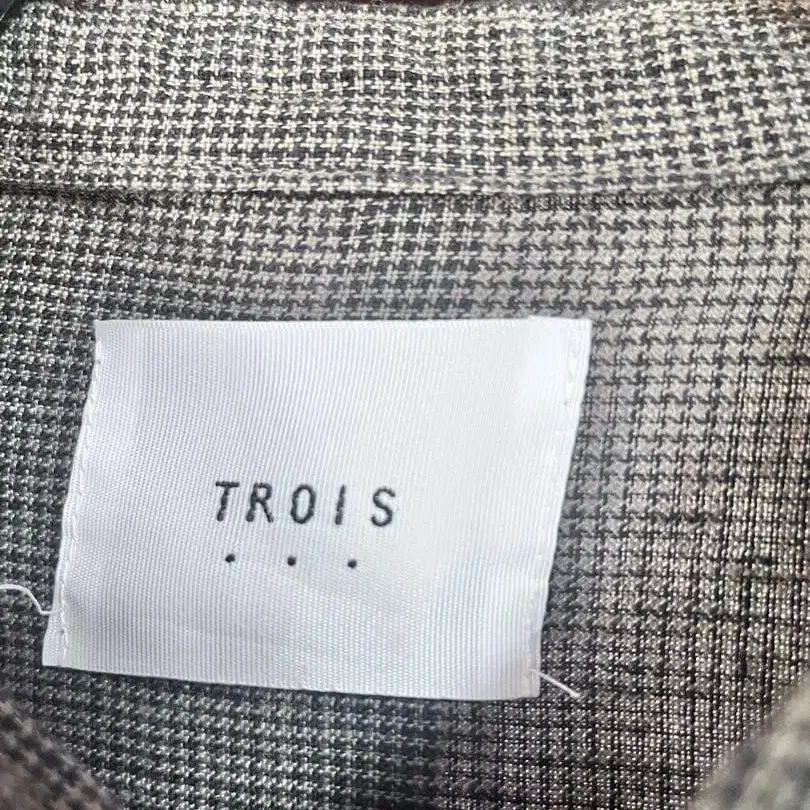 TROIS
. . .